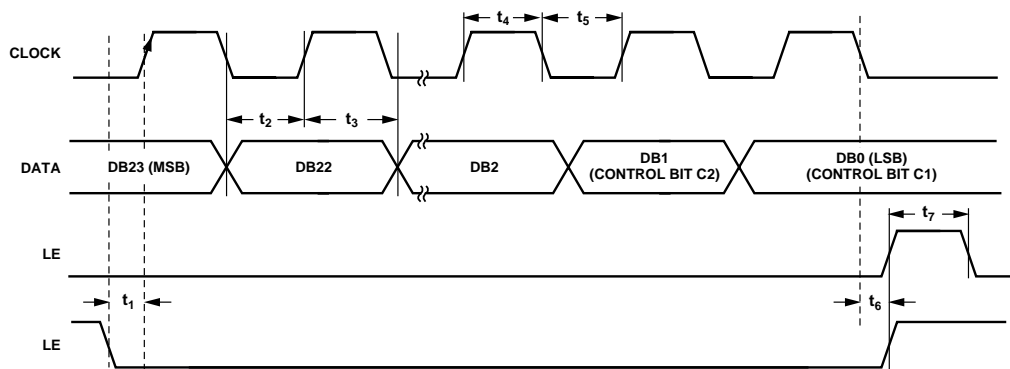 t4 t5
CLOCK
t2 t3
DATA
DB23 (MSB) DB22 DB2 DB1
(CONTROL BIT C2) DB0 (LSB)
(CONTROL BIT C1)
t7
LE
t1 t6
LE